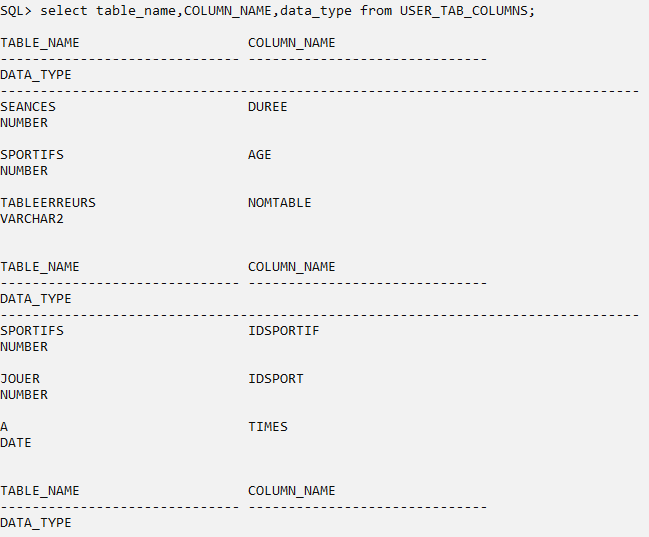 SQL> select table_name,COLUMN_NAME,data_type from USER_TAB_COLUMNS;
TABLE_NAME                     COLUMN_NAME
------------------------------ ------------------------------
DATA_TYPE
--------------------------------------------------------------------------------
SEANCES                        DUREE
NUMBER
SPORTIFS                       AGE
NUMBER
TABLEERREURS                   NOMTABLE
VARCHAR2
TABLE_NAME                     COLUMN_NAME
------------------------------ ------------------------------
DATA_TYPE
--------------------------------------------------------------------------------
SPORTIFS                       IDSPORTIF
NUMBER
JOUER                          IDSPORT
NUMBER
A                              TIMES
DATE
TABLE_NAME                     COLUMN_NAME
------------------------------ ------------------------------
DATA_TYPE